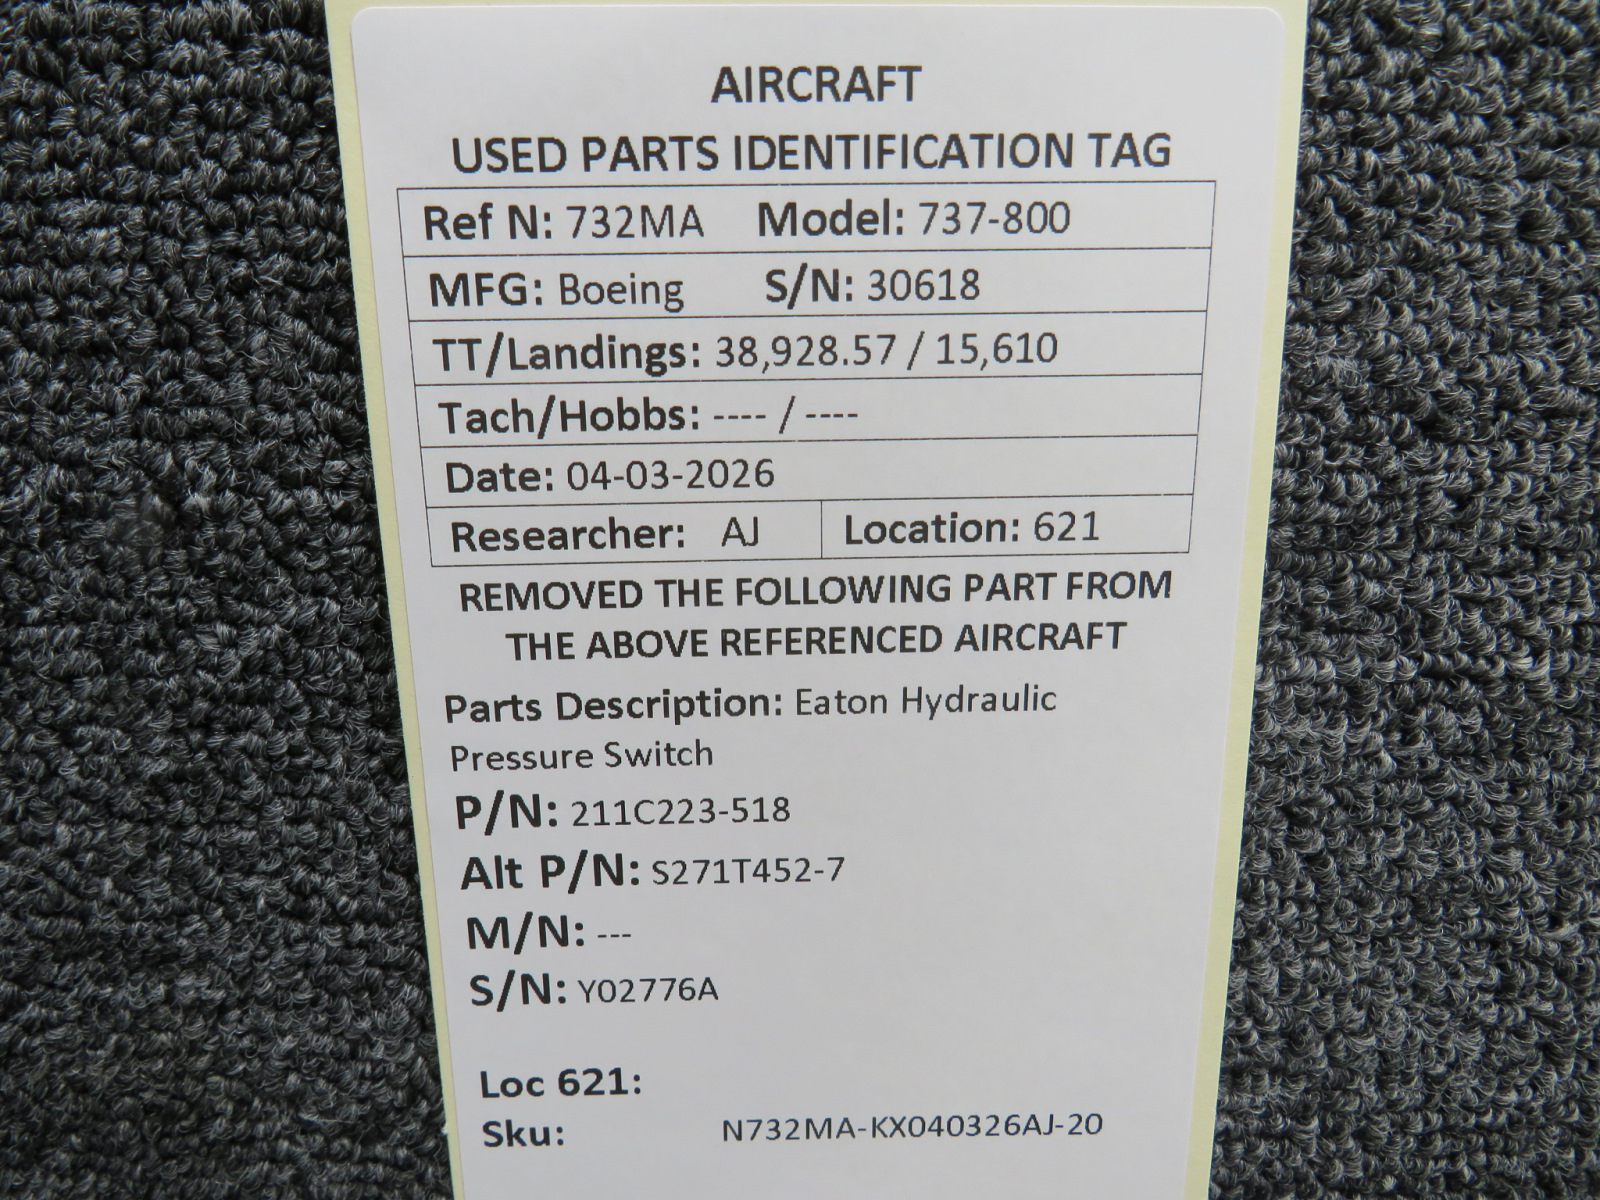 AIRCRAFT
USED PARTS IDENTIFICATION TAG
Ref N: 732MA Model: 737-800
MFG: Boeing S/N: 30618
TT/Landings: 38,928.57 / 15,610
Tach/Hobbs: ---- / ----
Date: 04-03-2026
Researcher: AJ Location: 621
REMOVED THE FOLLOWING PART FROM
THE ABOVE REFERENCED AIRCRAFT
Parts Description: Eaton Hydraulic
Pressure Switch
P/N: 211C223-518
Alt P/N: S271T452-7
M/N: ---
S/N: Y02776A
Loc 621:
Sku: N732MA-KX040326AJ-20